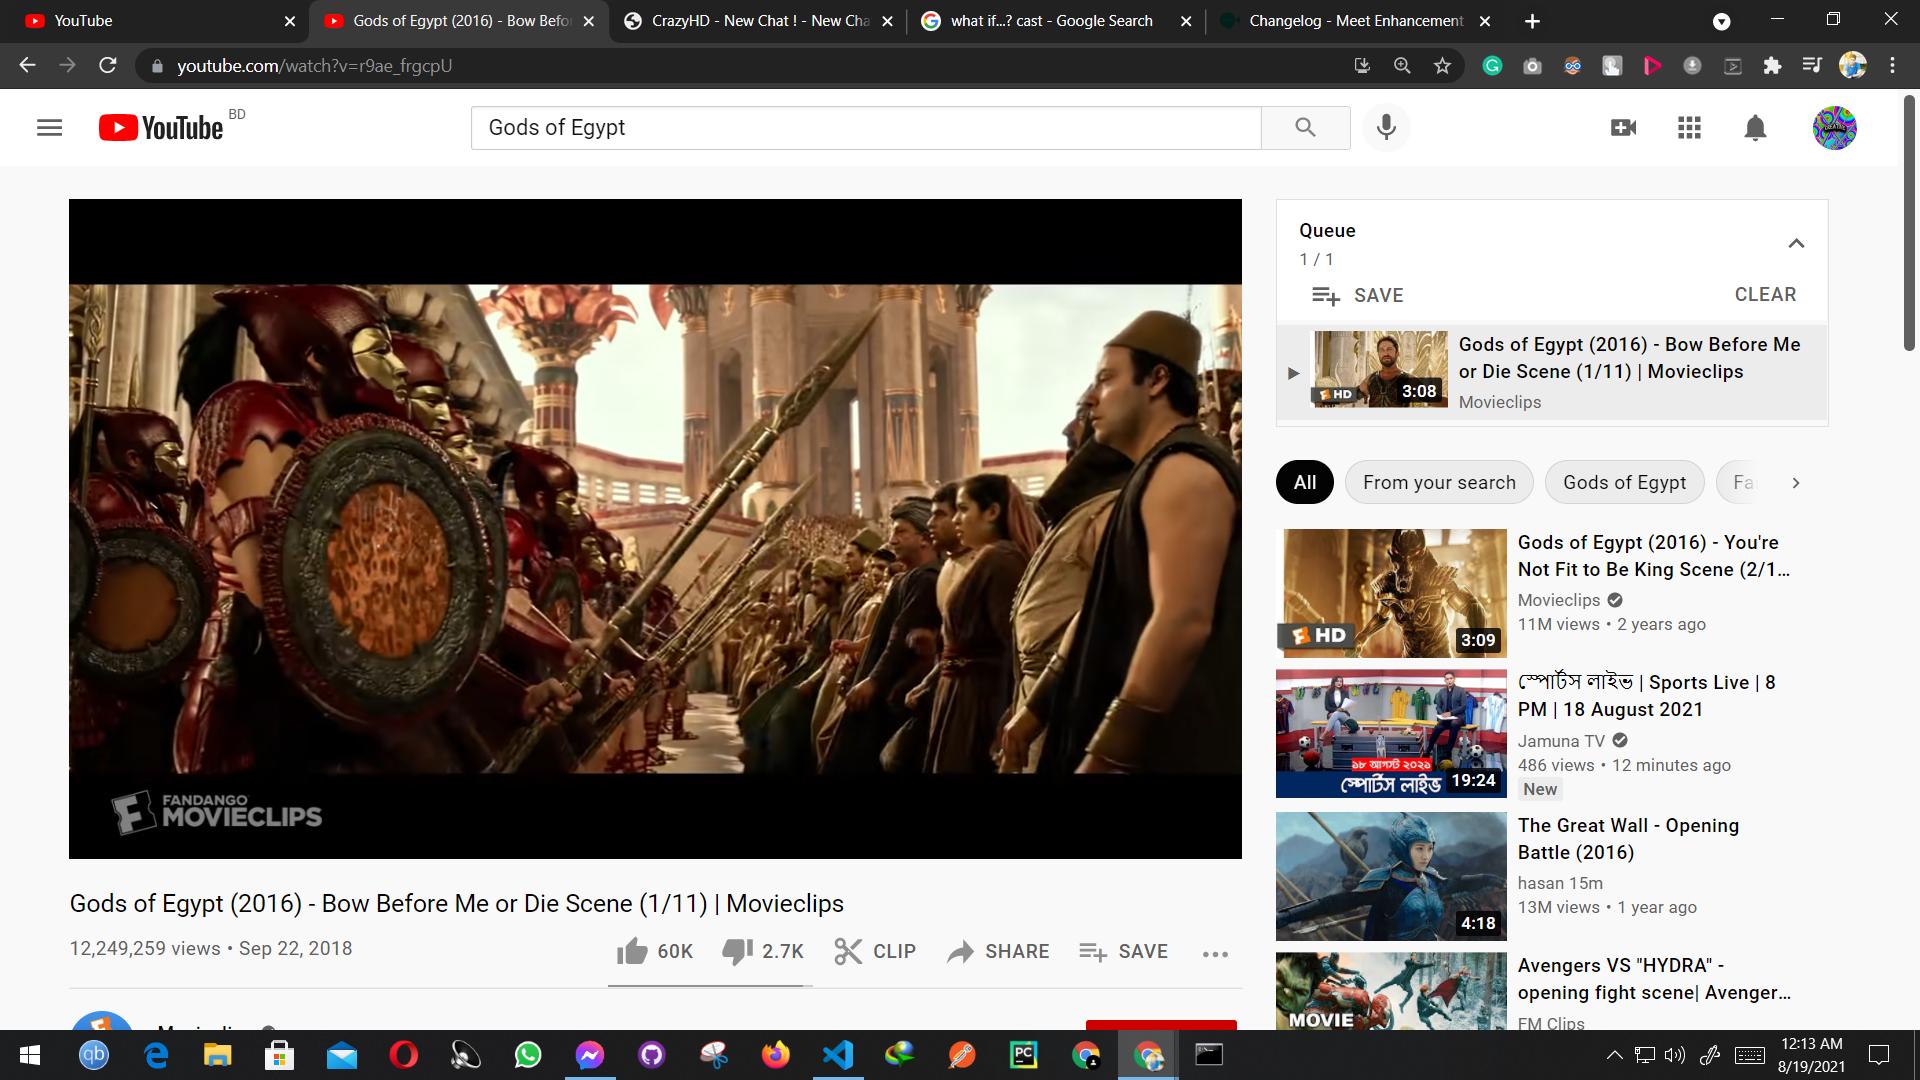 YouTube
Gods of Egypt (2016) - Bow Befo
CrazyHD - New Chat ! - New Cha
what if...? cast - Google Search
Changelog - Meet Enhancement
youtube.com/watch?v=r9ae_frgcpU
YouTube BD
Gods of Egypt
Queue
1 / 1
SAVE
CLEAR
HD
3:08
Gods of Egypt (2016) - Bow Before Me
or Die Scene (1/11) | Movieclips
Movieclips
All
From your search
Gods of Egypt
Fa
HD
3:09
Gods of Egypt (2016) - You're
Not Fit to Be King Scene (2/1...
Movieclips
11M views • 2 years ago
১৮ আগস্ট ২০২১
স্পোর্টস লাইভ
19:24
স্পোর্টস লাইভ | Sports Live | 8
PM | 18 August 2021
Jamuna TV
486 views • 12 minutes ago
New
4:18
The Great Wall - Opening
Battle (2016)
hasan 15m
13M views • 1 year ago
MOVIE
Avengers VS "HYDRA" -
opening fight scene| Avenger...
FM Clips
FANDANGO
MOVIECLIPS
Gods of Egypt (2016) - Bow Before Me or Die Scene (1/11) | Movieclips
12,249,259 views • Sep 22, 2018
60K
2.7K
CLIP
SHARE
SAVE
qb
PC
12:13 AM
8/19/2021